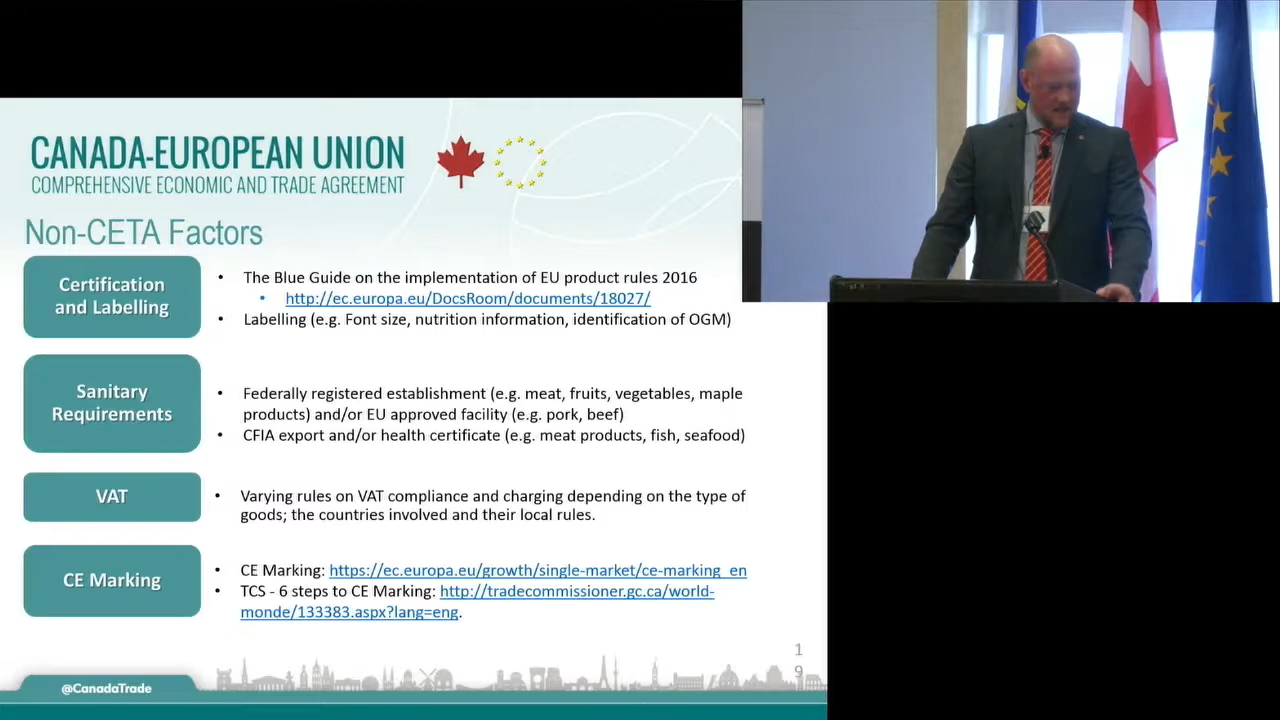 CANADA-EUROPEAN UNION
COMPREHENSIVE ECONOMIC AND TRADE AGREEMENT
Non-CETA Factors
Certification
and Labelling
• The Blue Guide on the implementation of EU product rules 2016
• http://ec.europa.eu/DocsRoom/documents/18027/
• Labelling (e.g. Font size, nutrition information, identification of OGM)
Sanitary
Requirements
• Federally registered establishment (e.g. meat, fruits, vegetables, maple
products) and/or EU approved facility (e.g. pork, beef)
• CFIA export and/or health certificate (e.g. meat products, fish, seafood)
VAT
• Varying rules on VAT compliance and charging depending on the type of
goods; the countries involved and their local rules.
CE Marking
• CE Marking: https://ec.europa.eu/growth/single-market/ce-marking_en
• TCS - 6 steps to CE Marking: http://tradecommissioner.gc.ca/world-
monde/133383.aspx?lang=eng.
1
9
@CanadaTrade